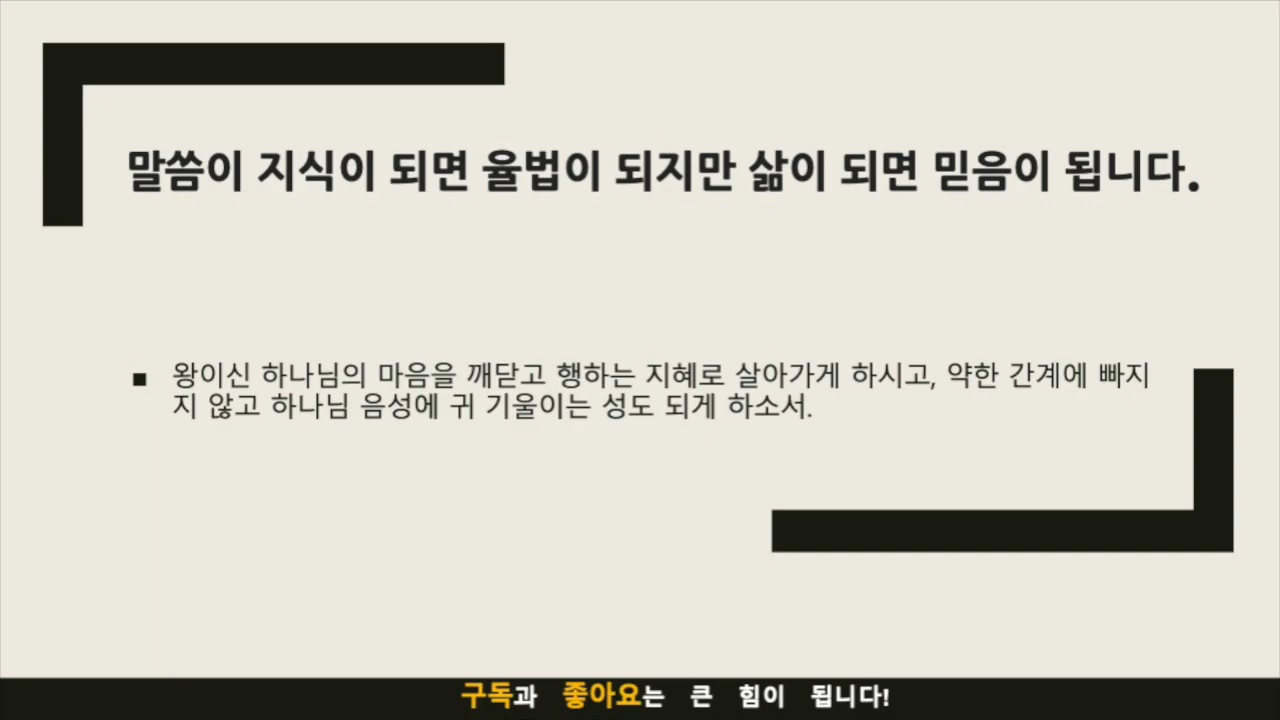 말씀이 지식이 되면 율법이 되지만 삶이 되면 믿음이 됩니다.
■ 왕이신 하나님의 마음을 깨닫고 행하는 지혜로 살아가게 하시고, 약한 간계에 빠지
지 않고 하나님 음성에 귀 기울이는 성도 되게 하소서.
구독과 좋아요는 큰 힘이 됩니다!